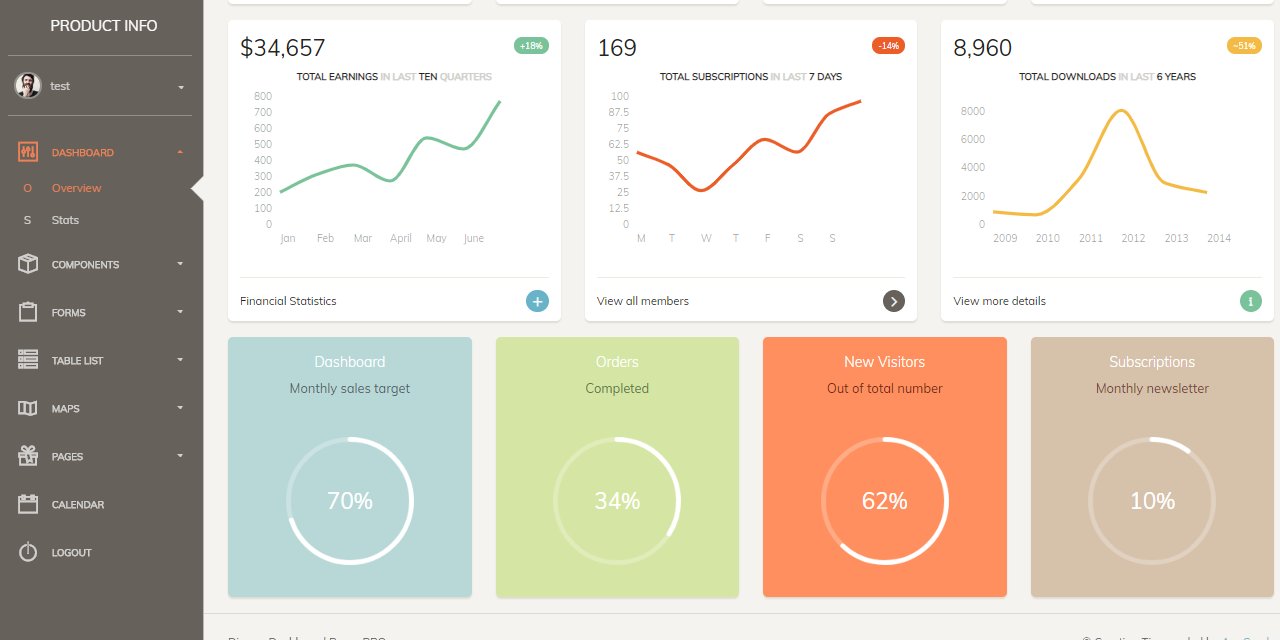 PRODUCT INFO
test
DASHBOARD
O Overview
S Stats
COMPONENTS
FORMS
TABLE LIST
MAPS
PAGES
CALENDAR
LOGOUT
$34,657
+18%
TOTAL EARNINGS IN LAST TEN QUARTERS
800
700
600
500
400
300
200
100
0
Jan Feb Mar April May June
Financial Statistics
169
-14%
TOTAL SUBSCRIPTIONS IN LAST 7 DAYS
100
87.5
75
62.5
50
37.5
25
12.5
0
M T W T F S S
View all members
8,960
~51%
TOTAL DOWNLOADS IN LAST 6 YEARS
8000
6000
4000
2000
0
2009 2010 2011 2012 2013 2014
View more details
Dashboard
Monthly sales target
70%
Orders
Completed
34%
New Visitors
Out of total number
62%
Subscriptions
Monthly newsletter
10%